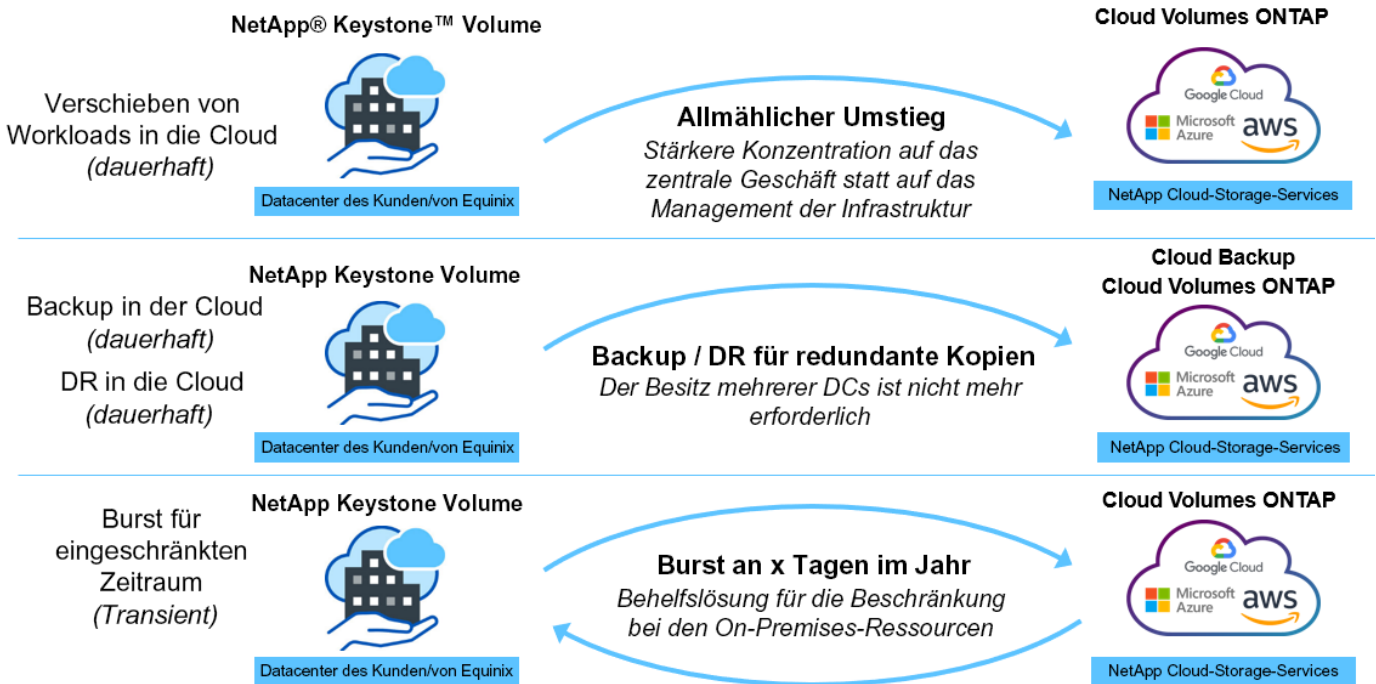 NetApp® Keystone™ Volume
Cloud Volumes ONTAP
Verschieben von
Workloads in die Cloud
(dauerhaft)
Allmählicher Umstieg
Stärkere Konzentration auf das
zentrale Geschäft statt auf das
Management der Infrastruktur
Google Cloud
Microsoft
Azure
aws
Datacenter des Kunden/von Equinix
NetApp Cloud-Storage-Services
NetApp Keystone Volume
Cloud Backup
Cloud Volumes ONTAP
Backup in der Cloud
(dauerhaft)
DR in die Cloud
(dauerhaft)
Backup / DR für redundante Kopien
Der Besitz mehrerer DCs ist nicht mehr
erforderlich
Google Cloud
Microsoft
Azure
aws
Datacenter des Kunden/von Equinix
NetApp Cloud-Storage-Services
NetApp Keystone Volume
Cloud Volumes ONTAP
Burst für
eingeschränkten
Zeitraum
(Transient)
Burst an x Tagen im Jahr
Behelfslösung für die Beschränkung
bei den On-Premises-Ressourcen
Google Cloud
Microsoft
Azure
aws
Datacenter des Kunden/von Equinix
NetApp Cloud-Storage-Services